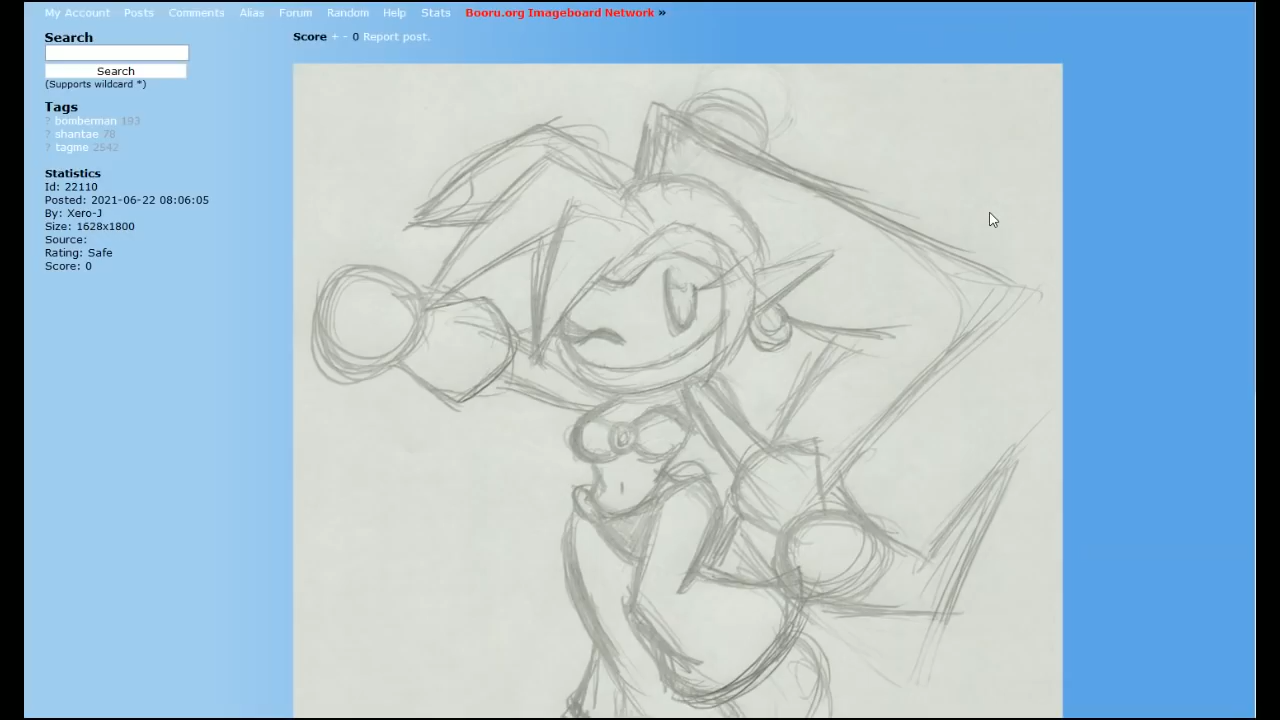 My Account Posts Comments Alias Forum Random Help Stats Booru.org Imageboard Network »
Search
Search
(Supports wildcard *)
Tags
? bomberman 193
? shantae 78
? tagme 2542
Statistics
Id: 22110
Posted: 2021-06-22 08:06:05
By: Xero-J
Size: 1628x1800
Source:
Rating: Safe
Score: 0
Score + - 0 Report post.